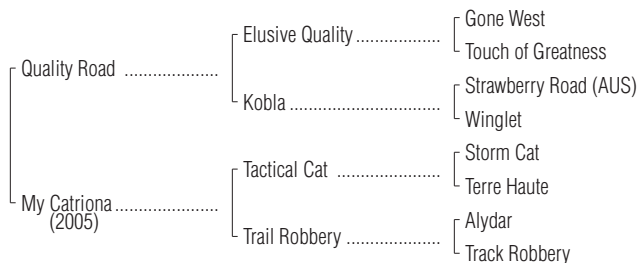 Gone West
Elusive Quality ....................
Touch of Greatness
Quality Road ......................
Strawberry Road (AUS)
Kobla ....................................
Winglet
Storm Cat
Tactical Cat ........................
Terre Haute
My Catriona ........................
(2005)
Alydar
Trail Robbery ......................
Track Robbery